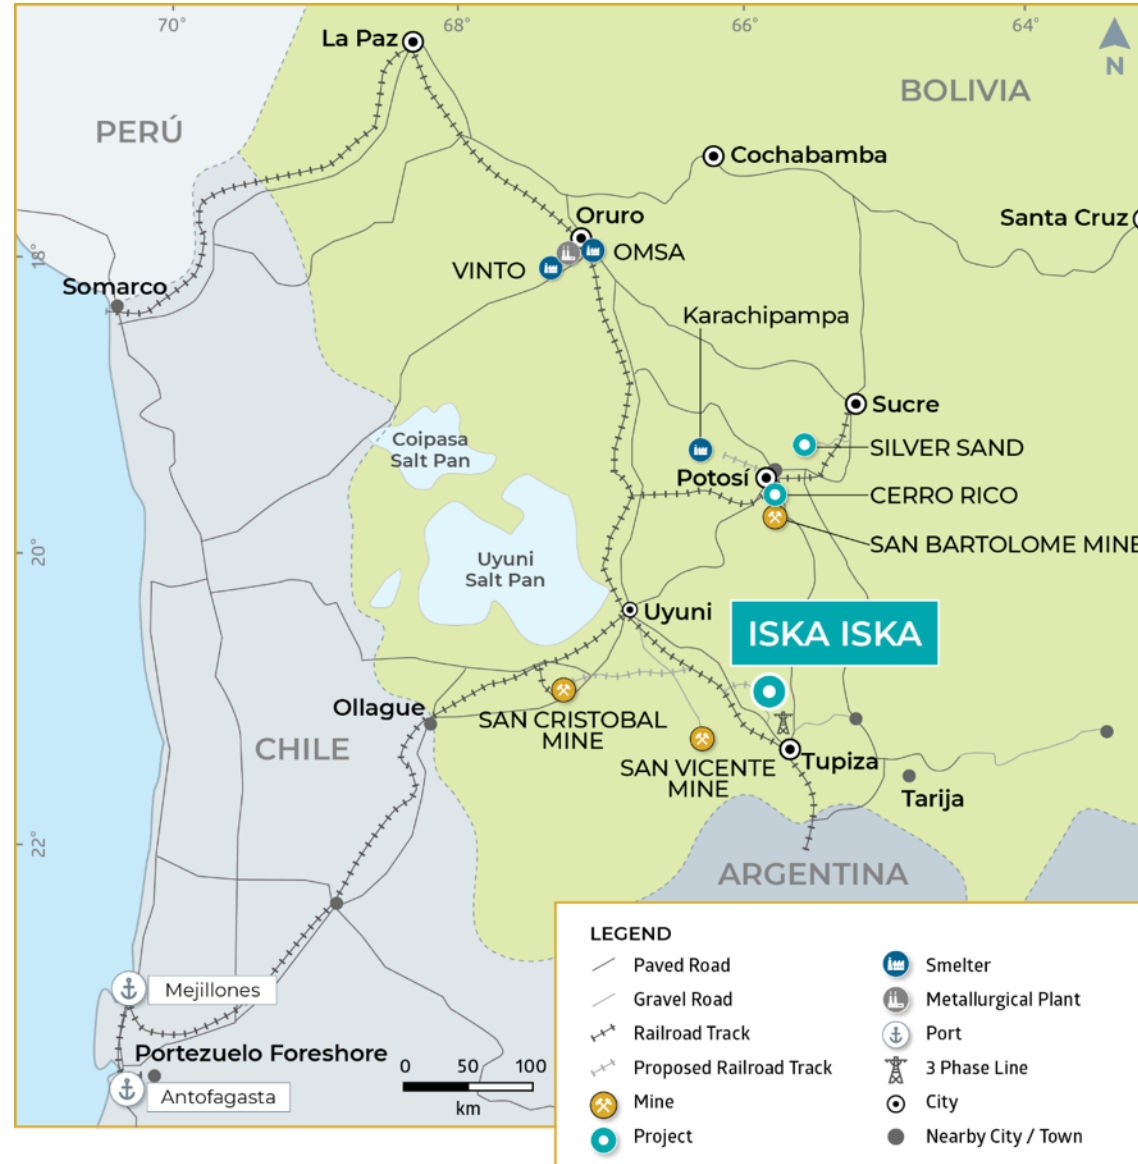 70°
68°
66°
64°
La Paz
N
BOLIVIA
PERÚ
Cochabamba
Oruro
Santa Cruz
18°
OMSA
VINTO
Somarco
Karachipampa
Sucre
Coipasa
Salt Pan
SILVER SAND
Potosí
CERRO RICO
20°
SAN BARTOLOME MINE
Uyuni
Salt Pan
Uyuni
ISKA ISKA
Ollague
SAN CRISTOBAL
MINE
CHILE
SAN VICENTE
MINE
Tupiza
Tarija
22°
ARGENTINA
LEGEND
Paved Road
Gravel Road
Railroad Track
Proposed Railroad Track
Mine
Project
Smelter
Metallurgical Plant
Port
3 Phase Line
City
Nearby City / Town
Mejillones
Portezuelo Foreshore
Antofagasta
0 50 100
km